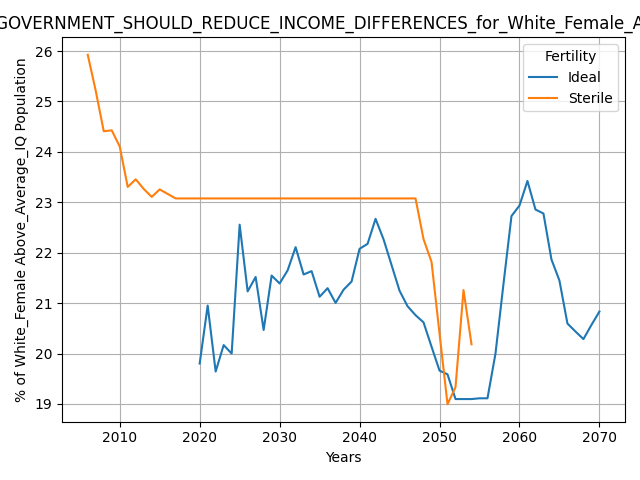 GOVERNMENT_SHOULD_REDUCE_INCOME_DIFFERENCES_for_White_Female_A
26
25
24
23
22
21
20
19
% of White_Female Above_Average_IQ Population
Fertility
Ideal
Sterile
2010 2020 2030 2040 2050 2060 2070
Years